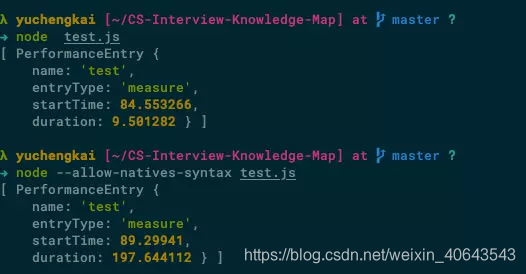 λ yuchengkai [~/CS-Interview-Knowledge-Map] at master ?
→ node  test.js
[ PerformanceEntry {
    name: 'test',
    entryType: 'measure',
    startTime: 84.553266,
    duration: 9.501282 } ]
λ yuchengkai [~/CS-Interview-Knowledge-Map] at master ?
→ node --allow-natives-syntax test.js
[ PerformanceEntry {
    name: 'test',
    entryType: 'measure',
    startTime: 89.29941,
    duration: 197.644112 } ]
https://blog.csdn.net/weixin_40643543